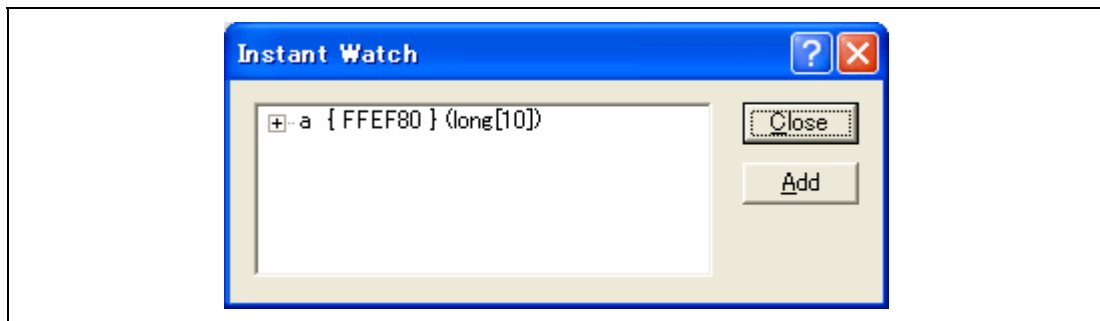 Instant Watch
a { FFEF80 } (long[10])
Close
Add